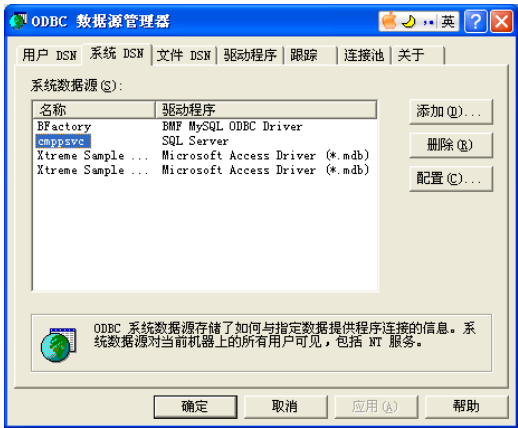 ODBC 数据源管理器
英
用户 DSN 系统 DSN 文件 DSN 驱动程序 跟踪 连接池 关于
系统数据源(S):
名称 驱动程序
BFactory BMF MySQL ODBC Driver
cmppsvc SQL Server
Xtreme Sample ... Microsoft Access Driver (*.mdb)
Xtreme Sample ... Microsoft Access Driver (*.mdb)
添加(D)...
删除(R)
配置(C)...
ODBC 系统数据源存储了如何与指定数据提供程序连接的信息。系
统数据源对当前机器上的所有用户可见，包括 NT 服务。
确定 取消 应用(A) 帮助